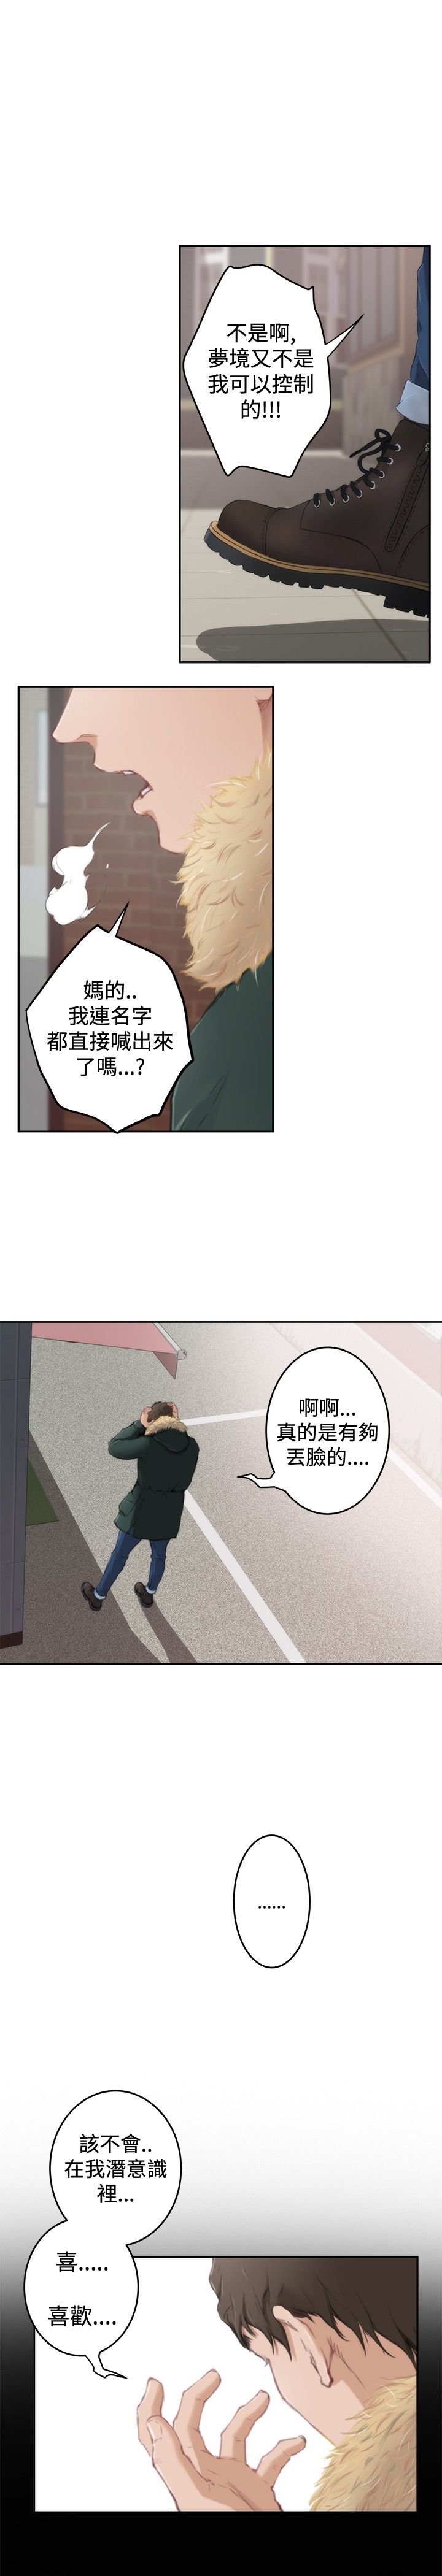 不是啊,
夢境又不是
我可以控制
的!!!
媽的..
我連名字
都直接喊出來
了嗎...?
啊啊...
真的是有夠
丟臉的....
......
該不會..
在我潛意識
裡...
喜.....
喜歡....